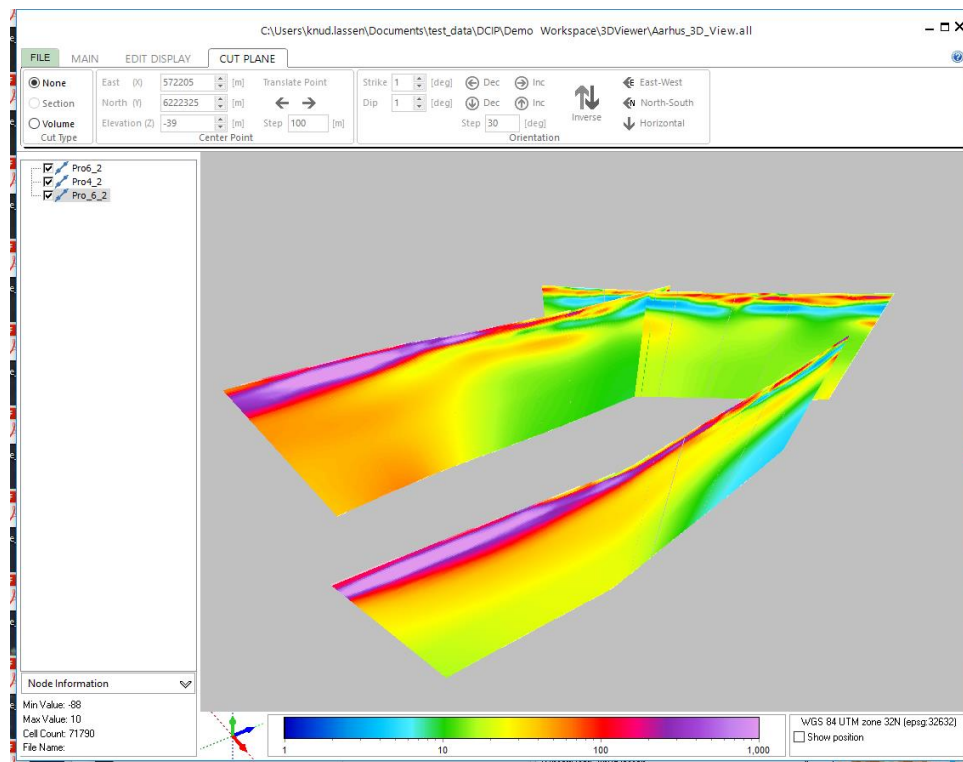 C:\Users\knud.lassen\Documents\test_data\DCIP\Demo Workspace\3DViewer\Aarhus_3D_View.all
FILE MAIN EDIT DISPLAY CUT PLANE
None East (X) 572205 [m] Translate Point Strike 1 [deg] Dec Inc East-West
Section North (Y) 6222325 [m] Dip 1 [deg] Dec Inc Inverse North-South
Volume Elevation (Z) -39 [m] Step 100 [m] Step 30 [deg] Horizontal
Cut Type Center Point Orientation
Pro6_2
Pro4_2
Pro_6_2
Node Information
Min Value: -88
Max Value: 10
Cell Count: 71790
File Name:
1 10 100 1,000
WGS 84 UTM zone 32N (epsg:32632)
Show position